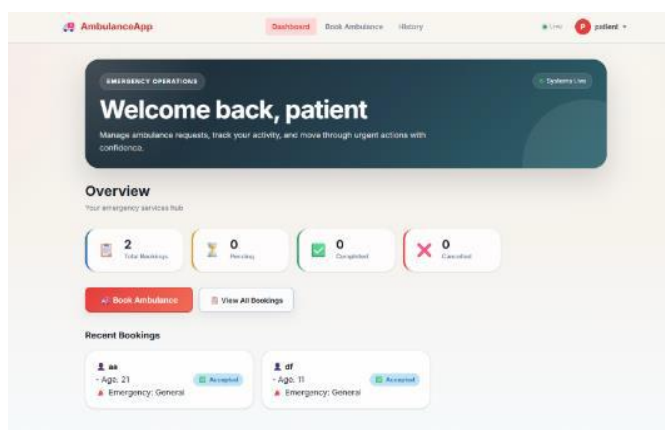 AmbulanceApp
Dashboard Book Ambulance History
Live P patient
EMERGENCY OPERATIONS
Systems Live
Welcome back, patient
Manage ambulance requests, track your activity, and move through urgent actions with
confidence.
Overview
Your emergency services hub
2
Total Bookings
0
Pending
0
Completed
0
Cancelled
Book Ambulance
View All Bookings
Recent Bookings
aa
- Age. 21
Accepted
Emergency: General
df
- Age. 11
Accepted
Emergency: General